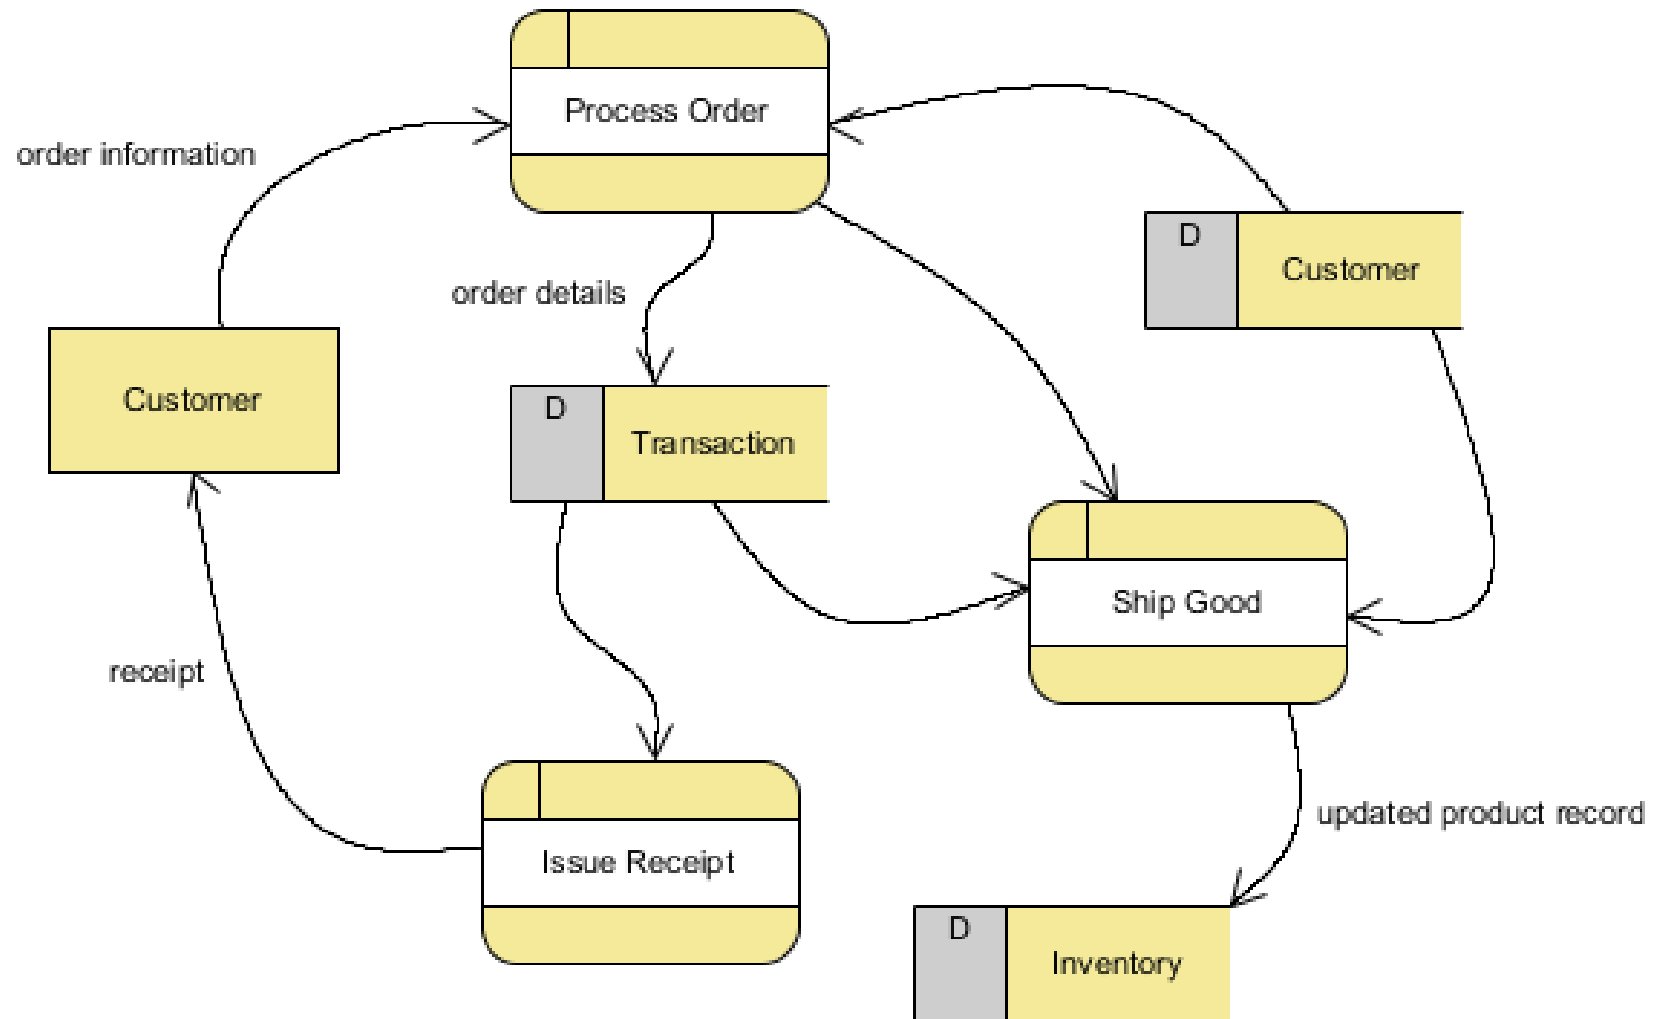 Process Order
order information
D
Customer
order details
Customer
D
Transaction
Ship Good
receipt
updated product record
Issue Receipt
D
Inventory